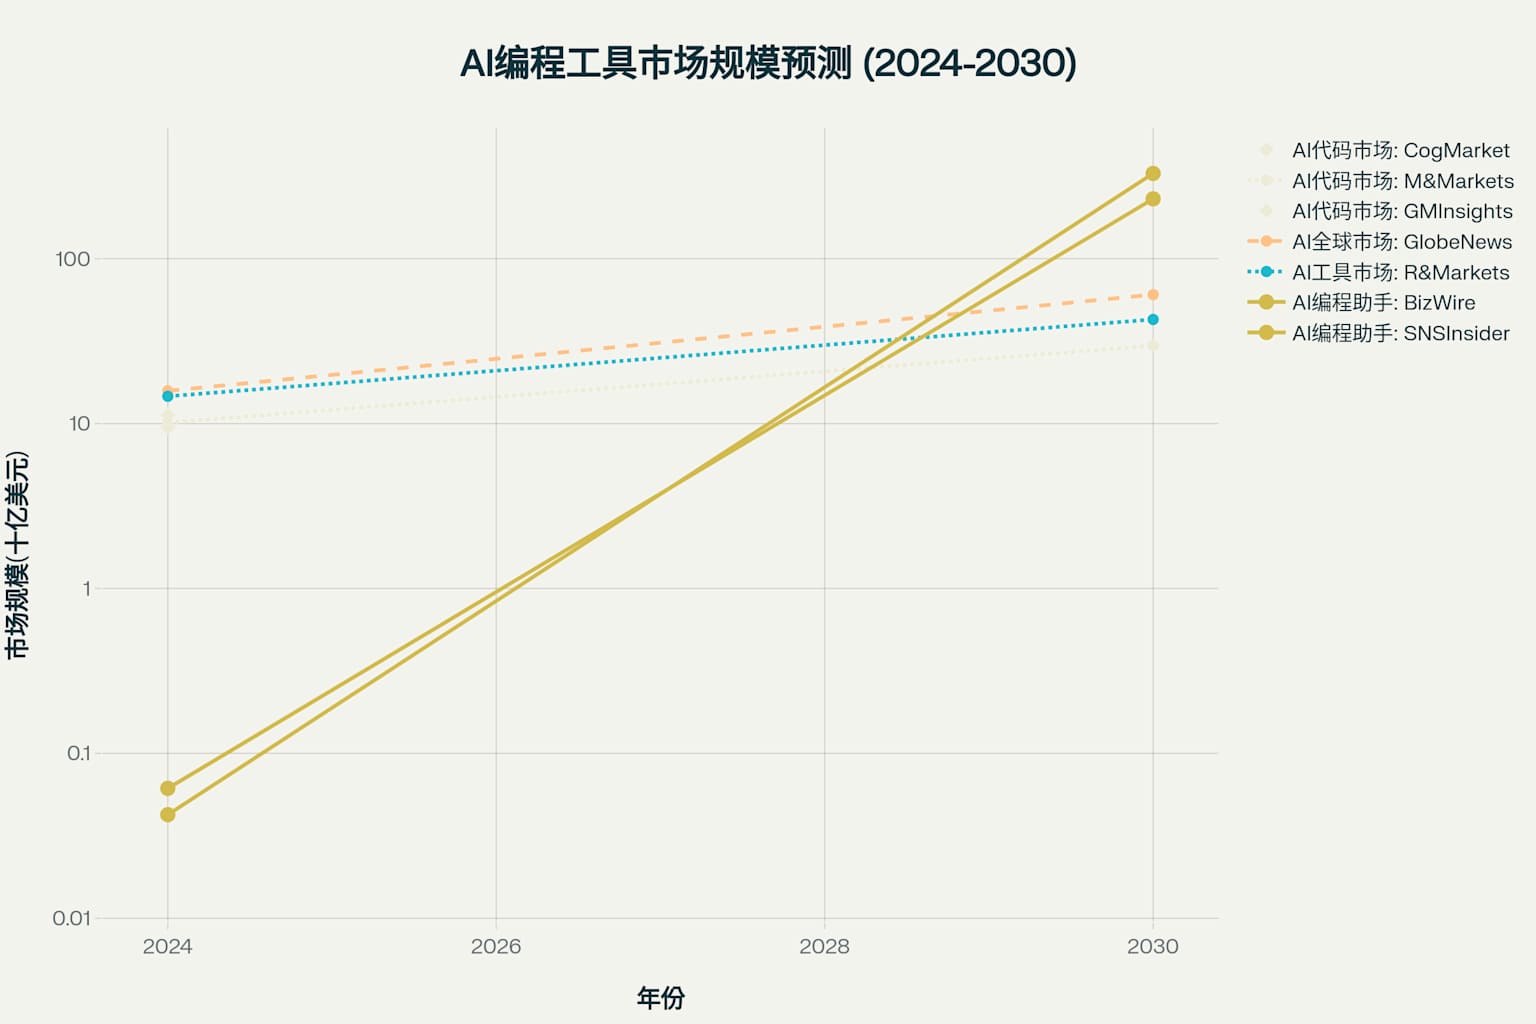 AI编程工具市场规模预测 (2024-2030)
AI代码市场: CogMarket
AI代码市场: M&Markets
AI代码市场: GMInsights
AI全球市场: GlobeNews
AI工具市场: R&Markets
AI编程助手: BizWire
AI编程助手: SNSInsider
市场规模(十亿美元)
100
10
1
0.1
0.01
2024
2026
2028
2030
年份